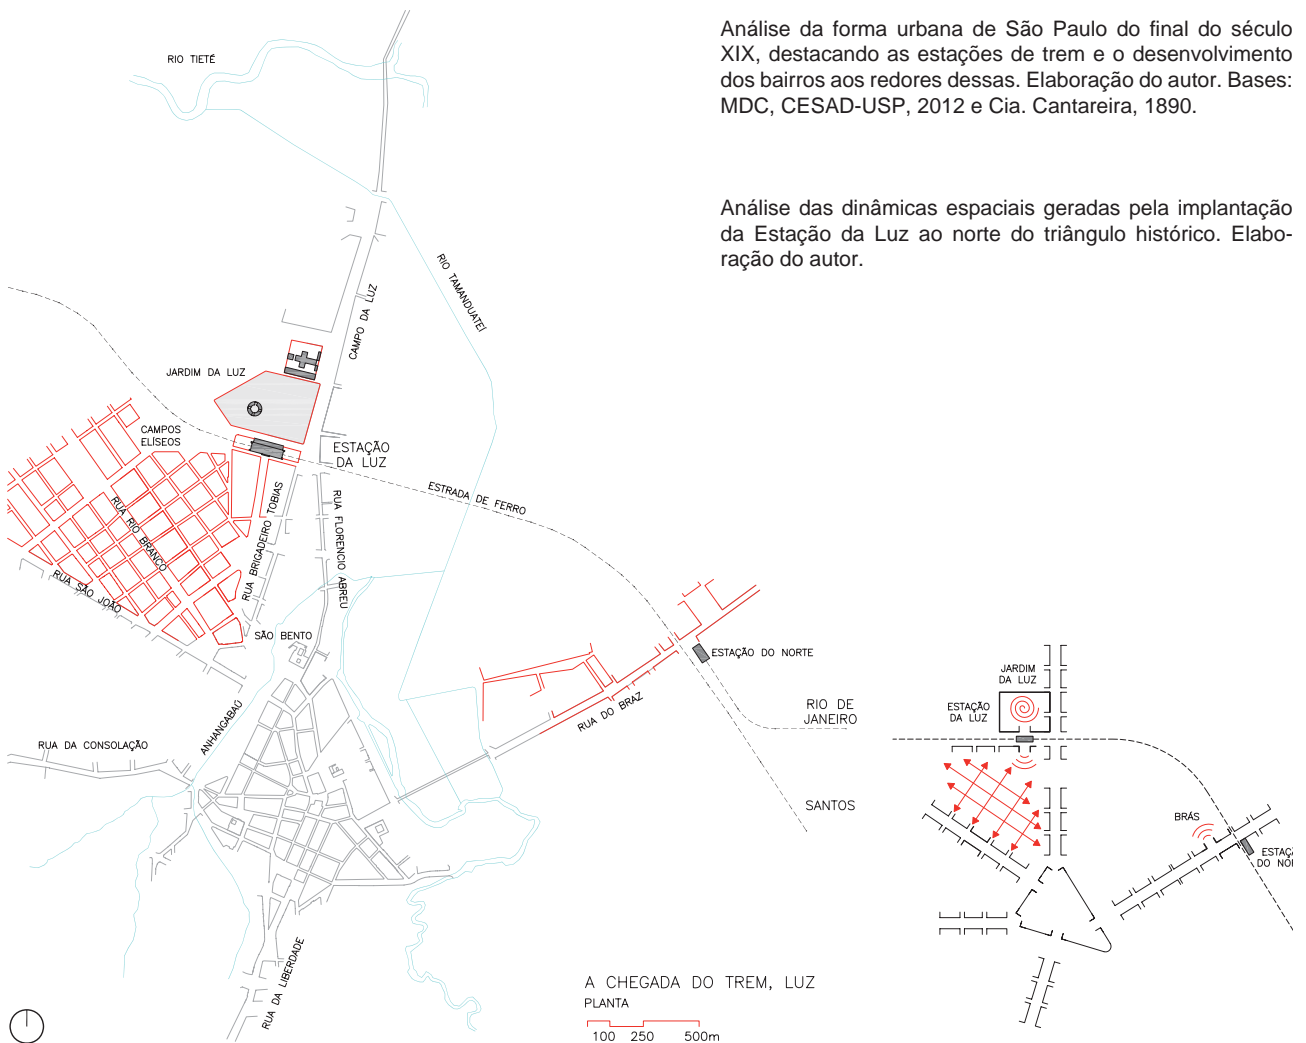 Análise da forma urbana de São Paulo do final do século
XIX, destacando as estações de trem e o desenvolvimento
dos bairros aos redores dessas. Elaboração do autor. Bases:
MDC, CESAD-USP, 2012 e Cia. Cantareira, 1890.
Análise das dinâmicas espaciais geradas pela implantação
da Estação da Luz ao norte do triângulo histórico. Elabo-
ração do autor.
RIO TIETÉ
RIO TAMANDUATEÍ
CAMPO DA LUZ
JARDIM DA LUZ
CAMPOS
ELÍSEOS
ESTAÇÃO
DA LUZ
ESTRADA DE FERRO
RUA RIO BRANCO
RUA SÃO JOÃO
RUA BRIGADEIRO TOBIAS
RUA FLORENCIO ABREU
SÃO BENTO
ANHANGABAÚ
RUA DA CONSOLAÇÃO
RUA DO BRAZ
ESTAÇÃO DO NORTE
RIO DE
JANEIRO
SANTOS
RUA DA LIBERDADE
JARDIM
DA LUZ
ESTAÇÃO
DA LUZ
BRÁS
ESTAÇ
DO NOR
A CHEGADA DO TREM, LUZ
PLANTA
100 250 500m